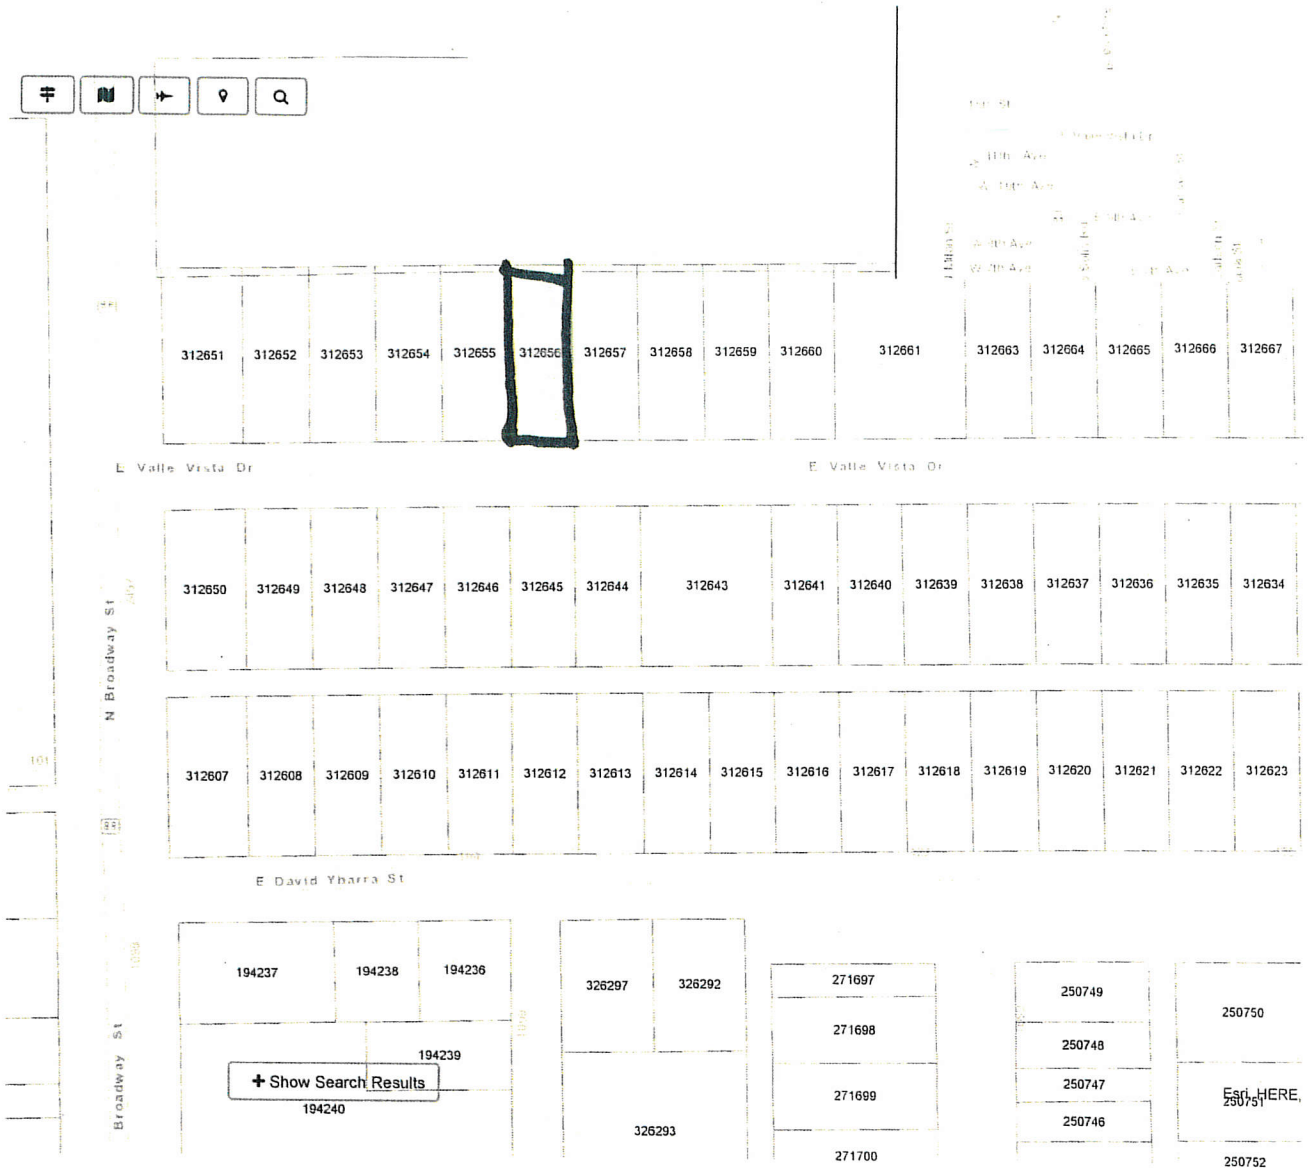 312651 312652 312653 312654 312655 312656 312657 312658 312659 312660 312661 312663 312664 312665 312666 312667
E Valle Vista Dr E Valle Vista Dr
312650 312649 312648 312647 312646 312645 312644 312643 312641 312640 312639 312638 312637 312636 312635 312634
N Broadway St
312607 312608 312609 312610 312611 312612 312613 312614 312615 312616 312617 312618 312619 312620 312621 312622 312623
101
E David Ybarra St
194237 194238 194236 326297 326292 271697 250749 250750
271698 250748
Broadway St
194239
+ Show Search Results
194240
271699 250747 250751 Esri, HERE,
326293 250746
271700 250752